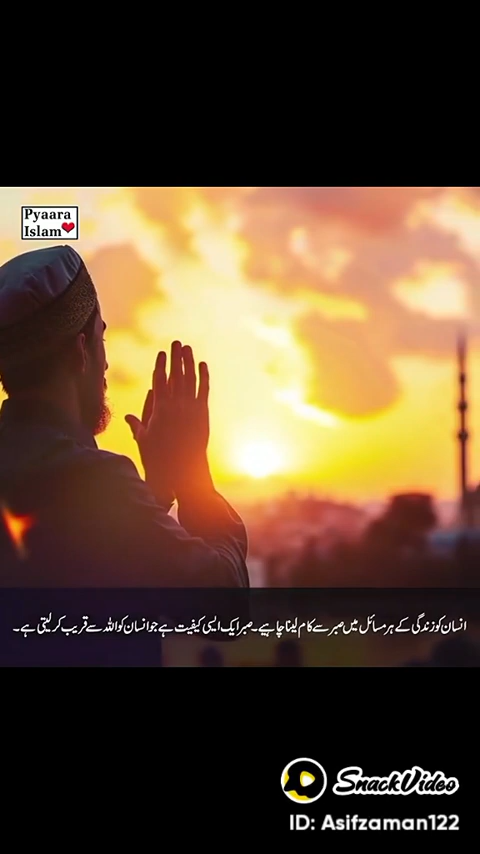 Pyaara
Islam
انسان کو زندگی کے ہر مسائل میں صبر سے کام لینا چاہیے۔ صبر ایک ایسی کیفیت ہے جو انسان کو اللہ سے قریب کر لیتی ہے۔
SnackVideo
ID: Asifzaman122